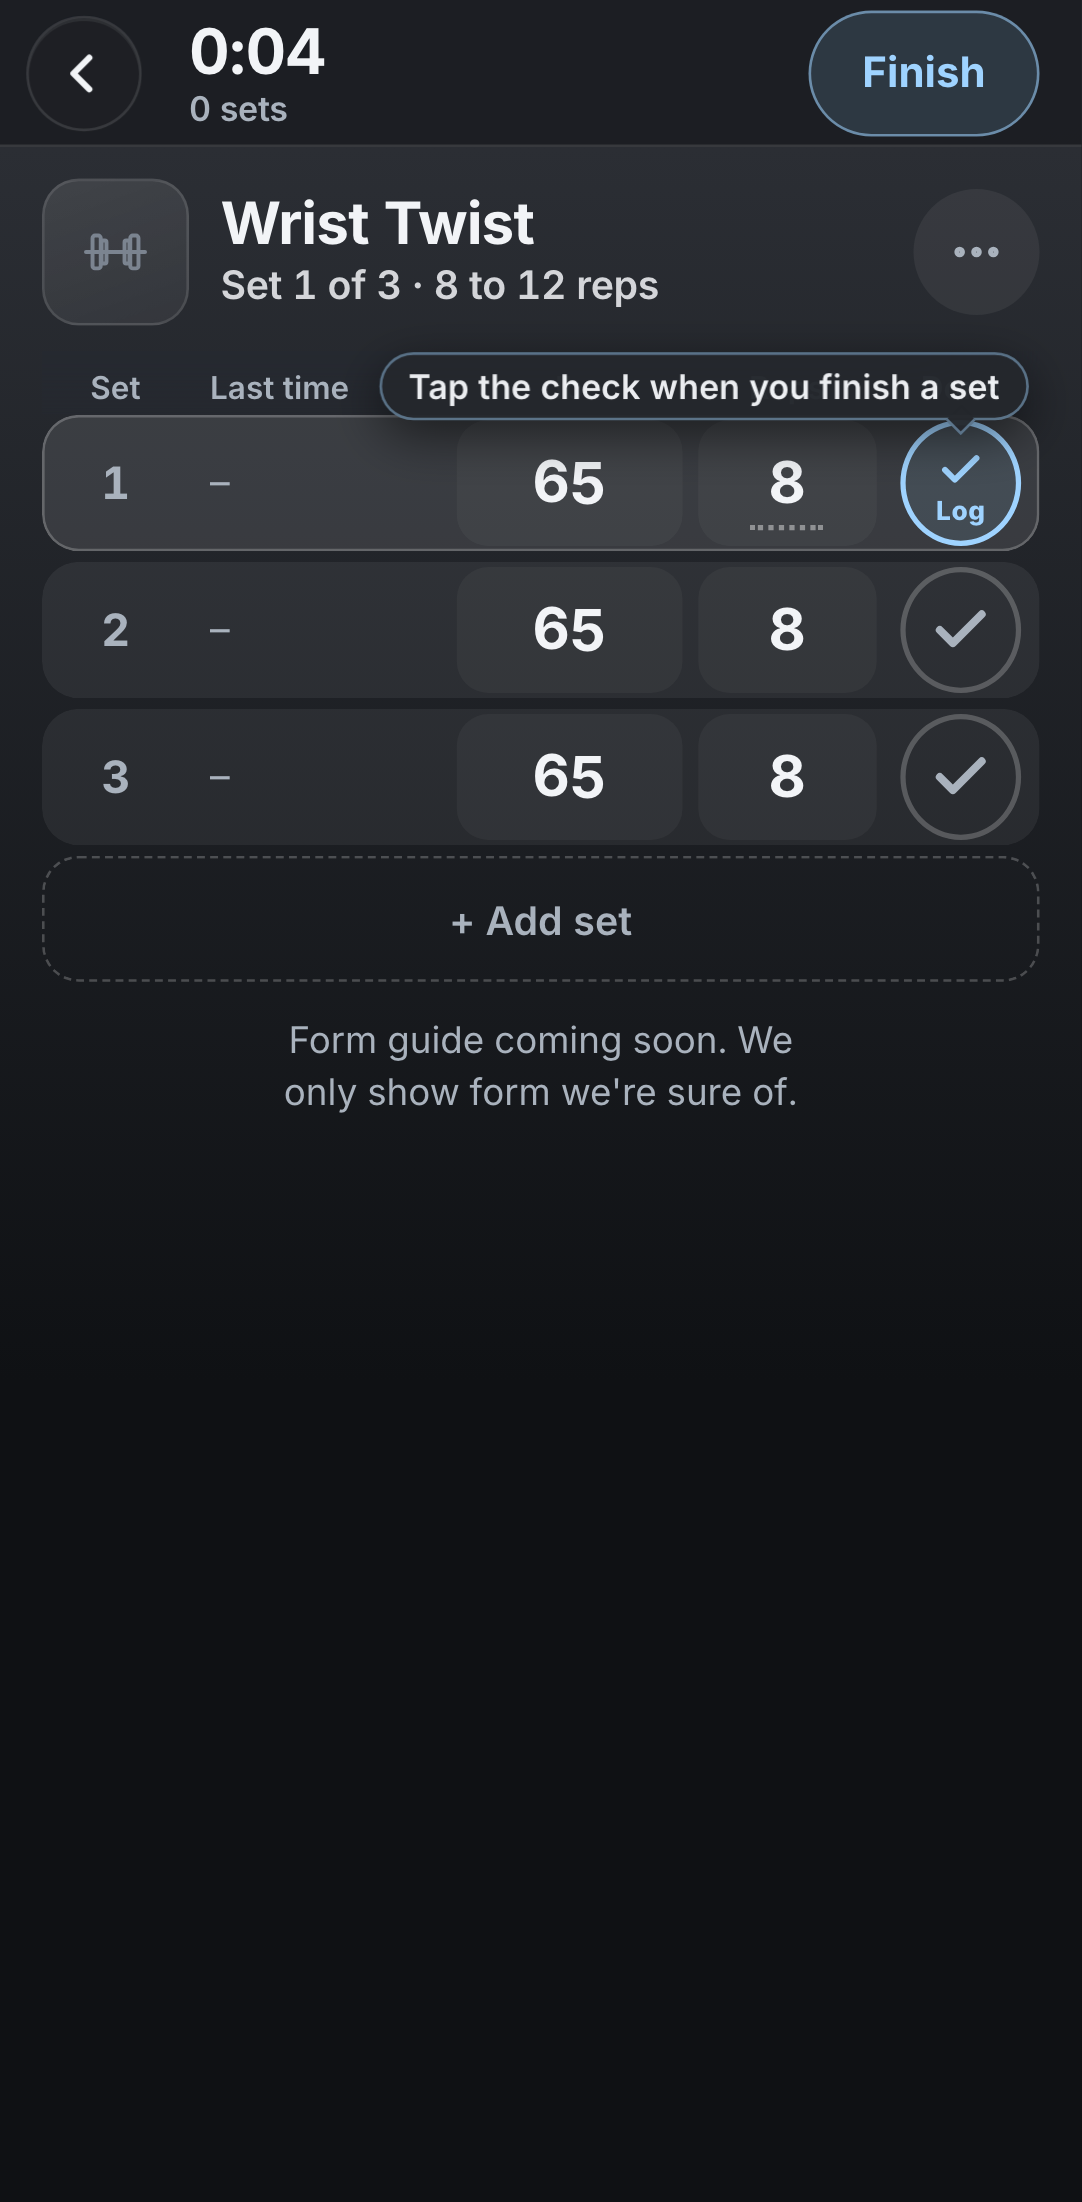 0:04
0 sets
Finish
Wrist Twist
Set 1 of 3 · 8 to 12 reps
Set Last time
Tap the check when you finish a set
1 – 65 8 Log
2 – 65 8
3 – 65 8
+ Add set
Form guide coming soon. We
only show form we're sure of.